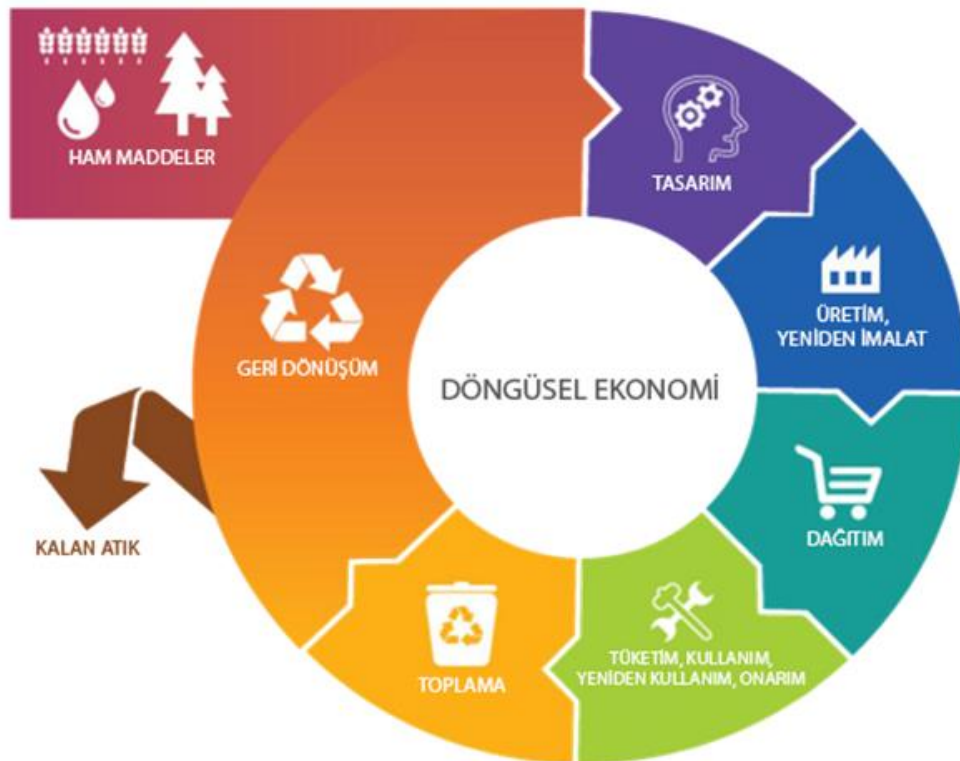 HAM MADDELER
TASARIM
ÜRETİM,
YENİDEN İMALAT
GERİ DÖNÜŞÜM
DÖNGÜSEL EKONOMİ
DAĞITIM
KALAN ATIK
TÜKETİM, KULLANIM,
YENİDEN KULLANIM, ONARIM
TOPLAMA